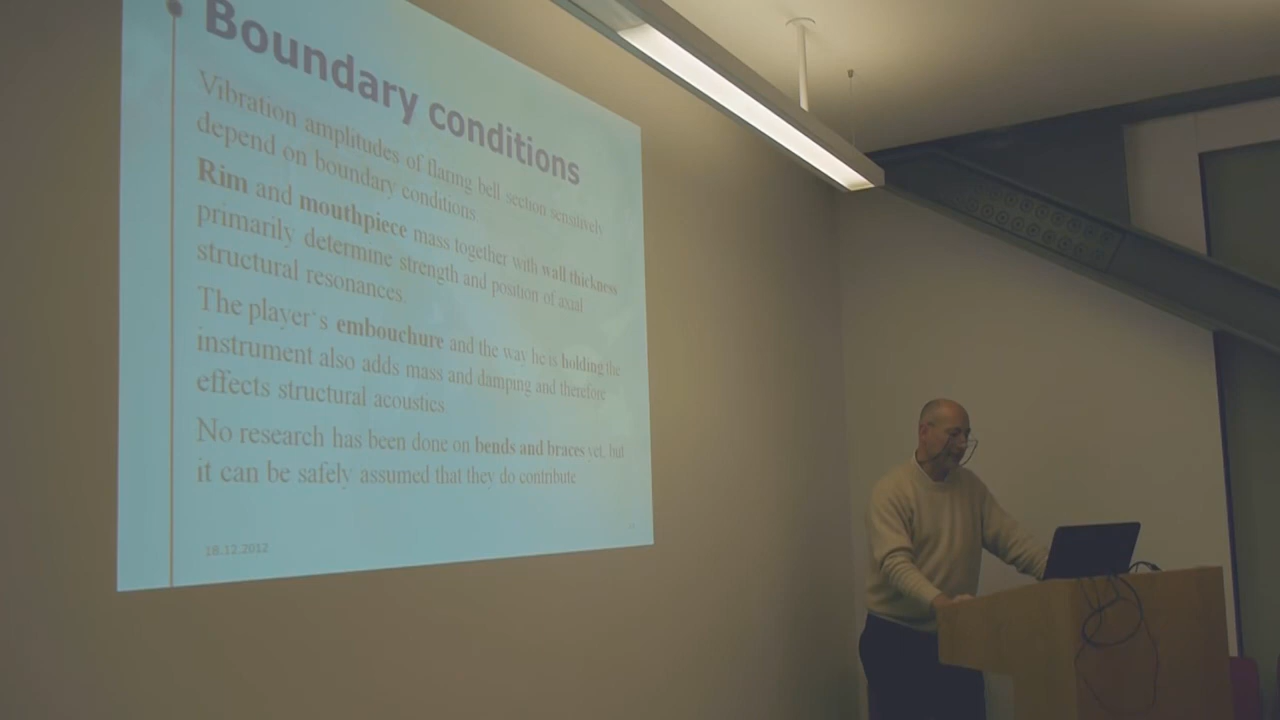 Boundary conditions
Vibration amplitudes of flaring bell section sensitively
depend on boundary conditions
Rim and mouthpiece mass together with wall thickness
primarily determine strength and position of axial
structural resonances.
The player´s embouchure and the way he is holding the
instrument also adds mass and damping and therefore
effects structural acoustics
No research has been done on bends and braces yet, but
it can be safely assumed that they do contribute
18.12.2012